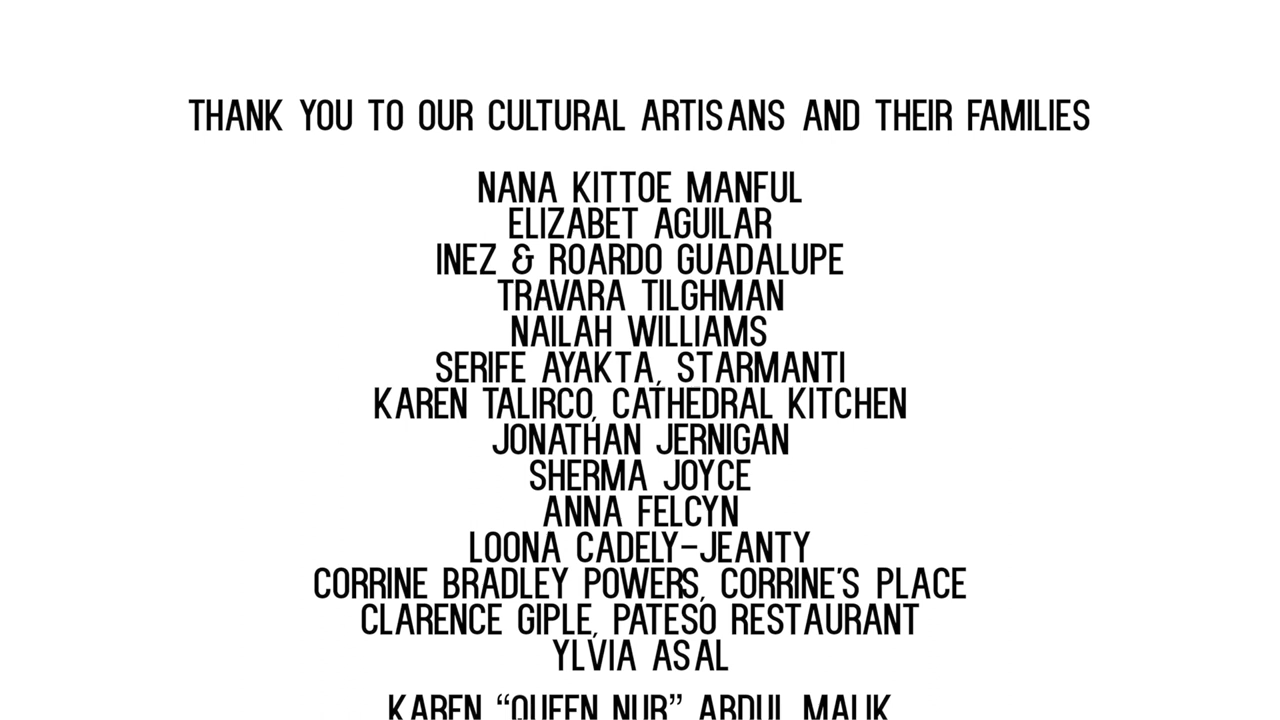 THANK YOU TO OUR CULTURAL ARTISANS AND THEIR FAMILIES
NANA KITTOE MANFUL
ELIZABET AGUILAR
INEZ & ROARDO GUADALUPE
TRAVARA TILGHMAN
NAILAH WILLIAMS
SERIFE AYAKTA, STARMANTI
KAREN TALIRCO, CATHEDRAL KITCHEN
JONATHAN JERNIGAN
SHERMA JOYCE
ANNA FELCYN
LOONA CADELY-JEANTY
CORRINE BRADLEY POWERS, CORRINE'S PLACE
CLARENCE GIPLE, PATESO RESTAURANT
YLVIA ASAL
KAREN “QUEEN NUR” ABDUL MALIK